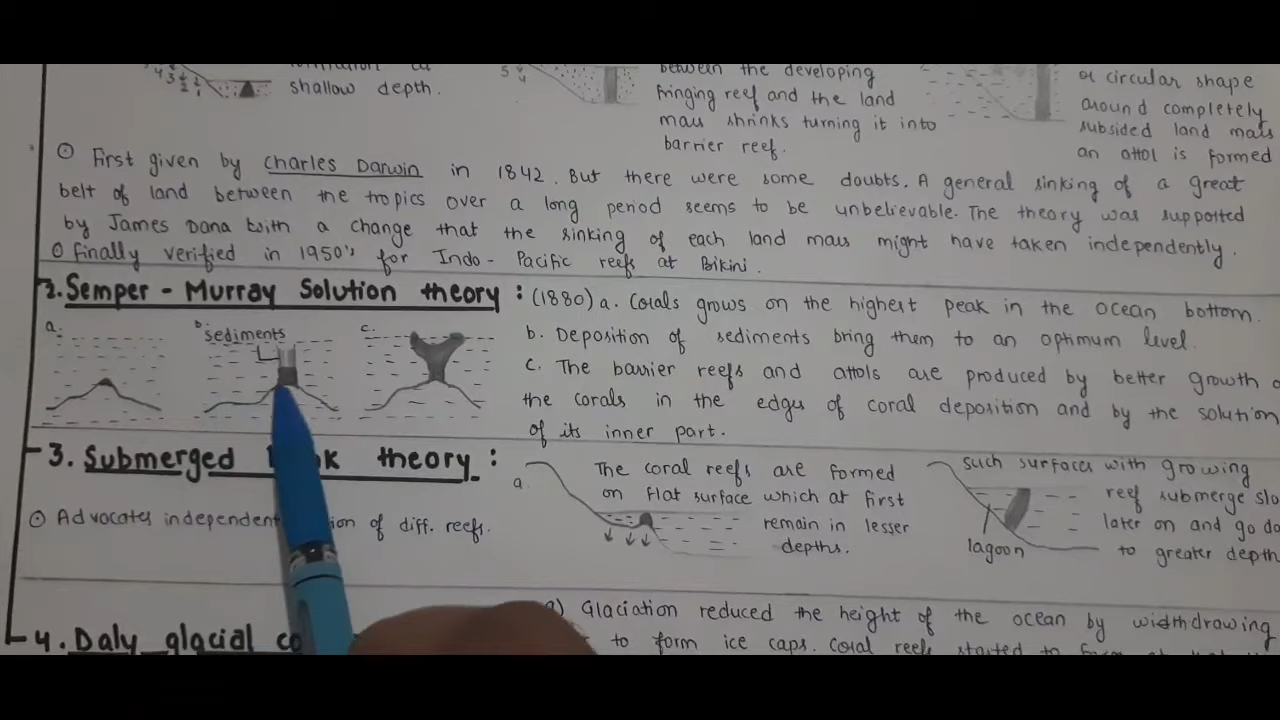 shallow depth.
between the developing
fringing reef and the land
mass shrinks turning it into
barrier reef.
or circular shape
around completely
subsided land mass
an attol is formed
⊙ First given by Charles Darwin in 1842. But there were some doubts. A general sinking of a great
belt of land between the tropics over a long period seems to be unbelievable. The theory was supported
by James Dana with a change that the sinking of each land mass might have taken independently.
⊙ Finally verified in 1950's for Indo-Pacific reefs at Bikini.
2. Semper - Murray Solution theory :
(1880) a. Corals grows on the highest peak in the ocean bottom.
b. Deposition of sediments bring them to an optimum level.
c. The barrier reefs and attols are produced by better growth
the corals in the edges of coral deposition and by the solution
of its inner part.
a.
b. sediments
c.
3. Submerged theory :
⊙ Advocates independent of diff. reefs.
a.
The coral reefs are formed
on flat surface which at first
remain in lesser
depths.
such surfaces with growing
reef submerge
later on and
to greater
lagoon
4. Daly glacial
a) Glaciation reduced the height of the ocean by widthdrawing
to form ice caps. Coral reefs started to form